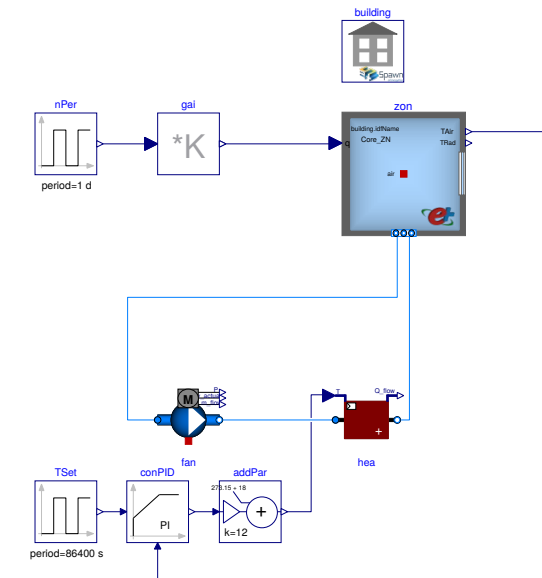 building
Spawn
nPer
gai
zon
*K
period=1 d
building.idfName
Core_ZN
q
TAir
TRad
air
P
M
m_flow
fan
T
Q_flow
+
hea
TSet
conPID
addPar
PI
273.15 + 18
+
k=12
period=86400 s